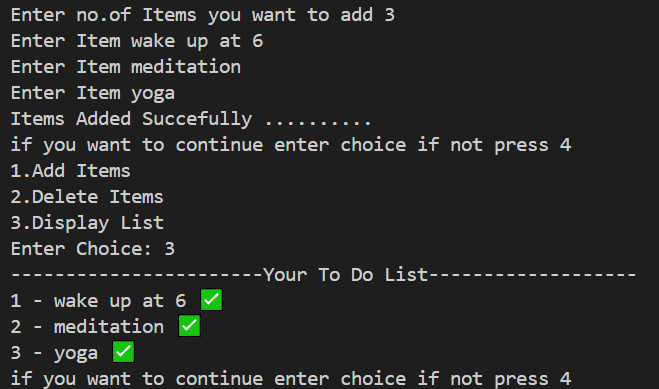 Enter no.of Items you want to add 3
Enter Item wake up at 6
Enter Item meditation
Enter Item yoga
Items Added Succefully ..........
if you want to continue enter choice if not press 4
1.Add Items
2.Delete Items
3.Display List
Enter Choice: 3
-----------------------Your To Do List-------------------
1 - wake up at 6 ✅
2 - meditation ✅
3 - yoga ✅
if you want to continue enter choice if not press 4